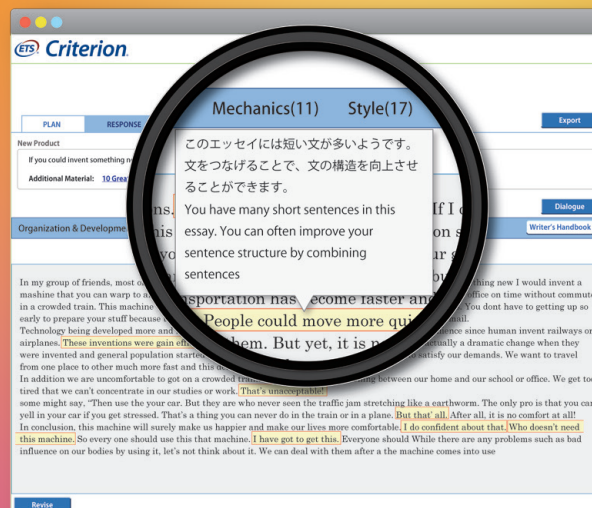 ETS Criterion.
Mechanics(11) Style(17)
PLAN RESPONSE Export
New Product
If you could invent something n
Additional Material: 10 Grea
Dialogue
Organization & Developme Writer's Handbook
このエッセイには短い文が多いようです。
文をつなげることで、文の構造を向上させ
ることができます。
You have many short sentences in this
essay. You can often improve your
sentence structure by combining
sentences
People could move more qui
hem. But yet, it is n
In my group of friends, most o thing new I would invent a
mashine that you can warp to a office on time without commute
in a crowded train. This machine You dont have to getting up so
early to prepare your stuff because
Technology being developed more and ence since human invent railways or
airplanes. These inventions were gain effi ctually a dramatic change when they
were invented and general population started to satisfy our demands. We want to travel
from one place to other much more fast and this de
In addition we are uncomfortable to got on a crowded tra ng between our home and our school or office. We get too
tired that we can't concentrate in our studies or work. That's unacceptable!
some might say, "Then use the your car. But they are who never seen the traffic jam stretching like a earthworm. The only pro is that you can
yell in your car if you get stressed. That's a thing you can never do in the train or in a plane. But that' all. After all, it is no comfort at all!
In conclusion, this machine will surely make us happier and make our lives more comfortable. I do confident about that. Who doesn't need
this machine. So every one should use this that machine. I have got to get this. Everyone should While there are any problems such as bad
influence on our bodies by using it, let's not think about it. We can deal with them after a the machine comes into use
Revise